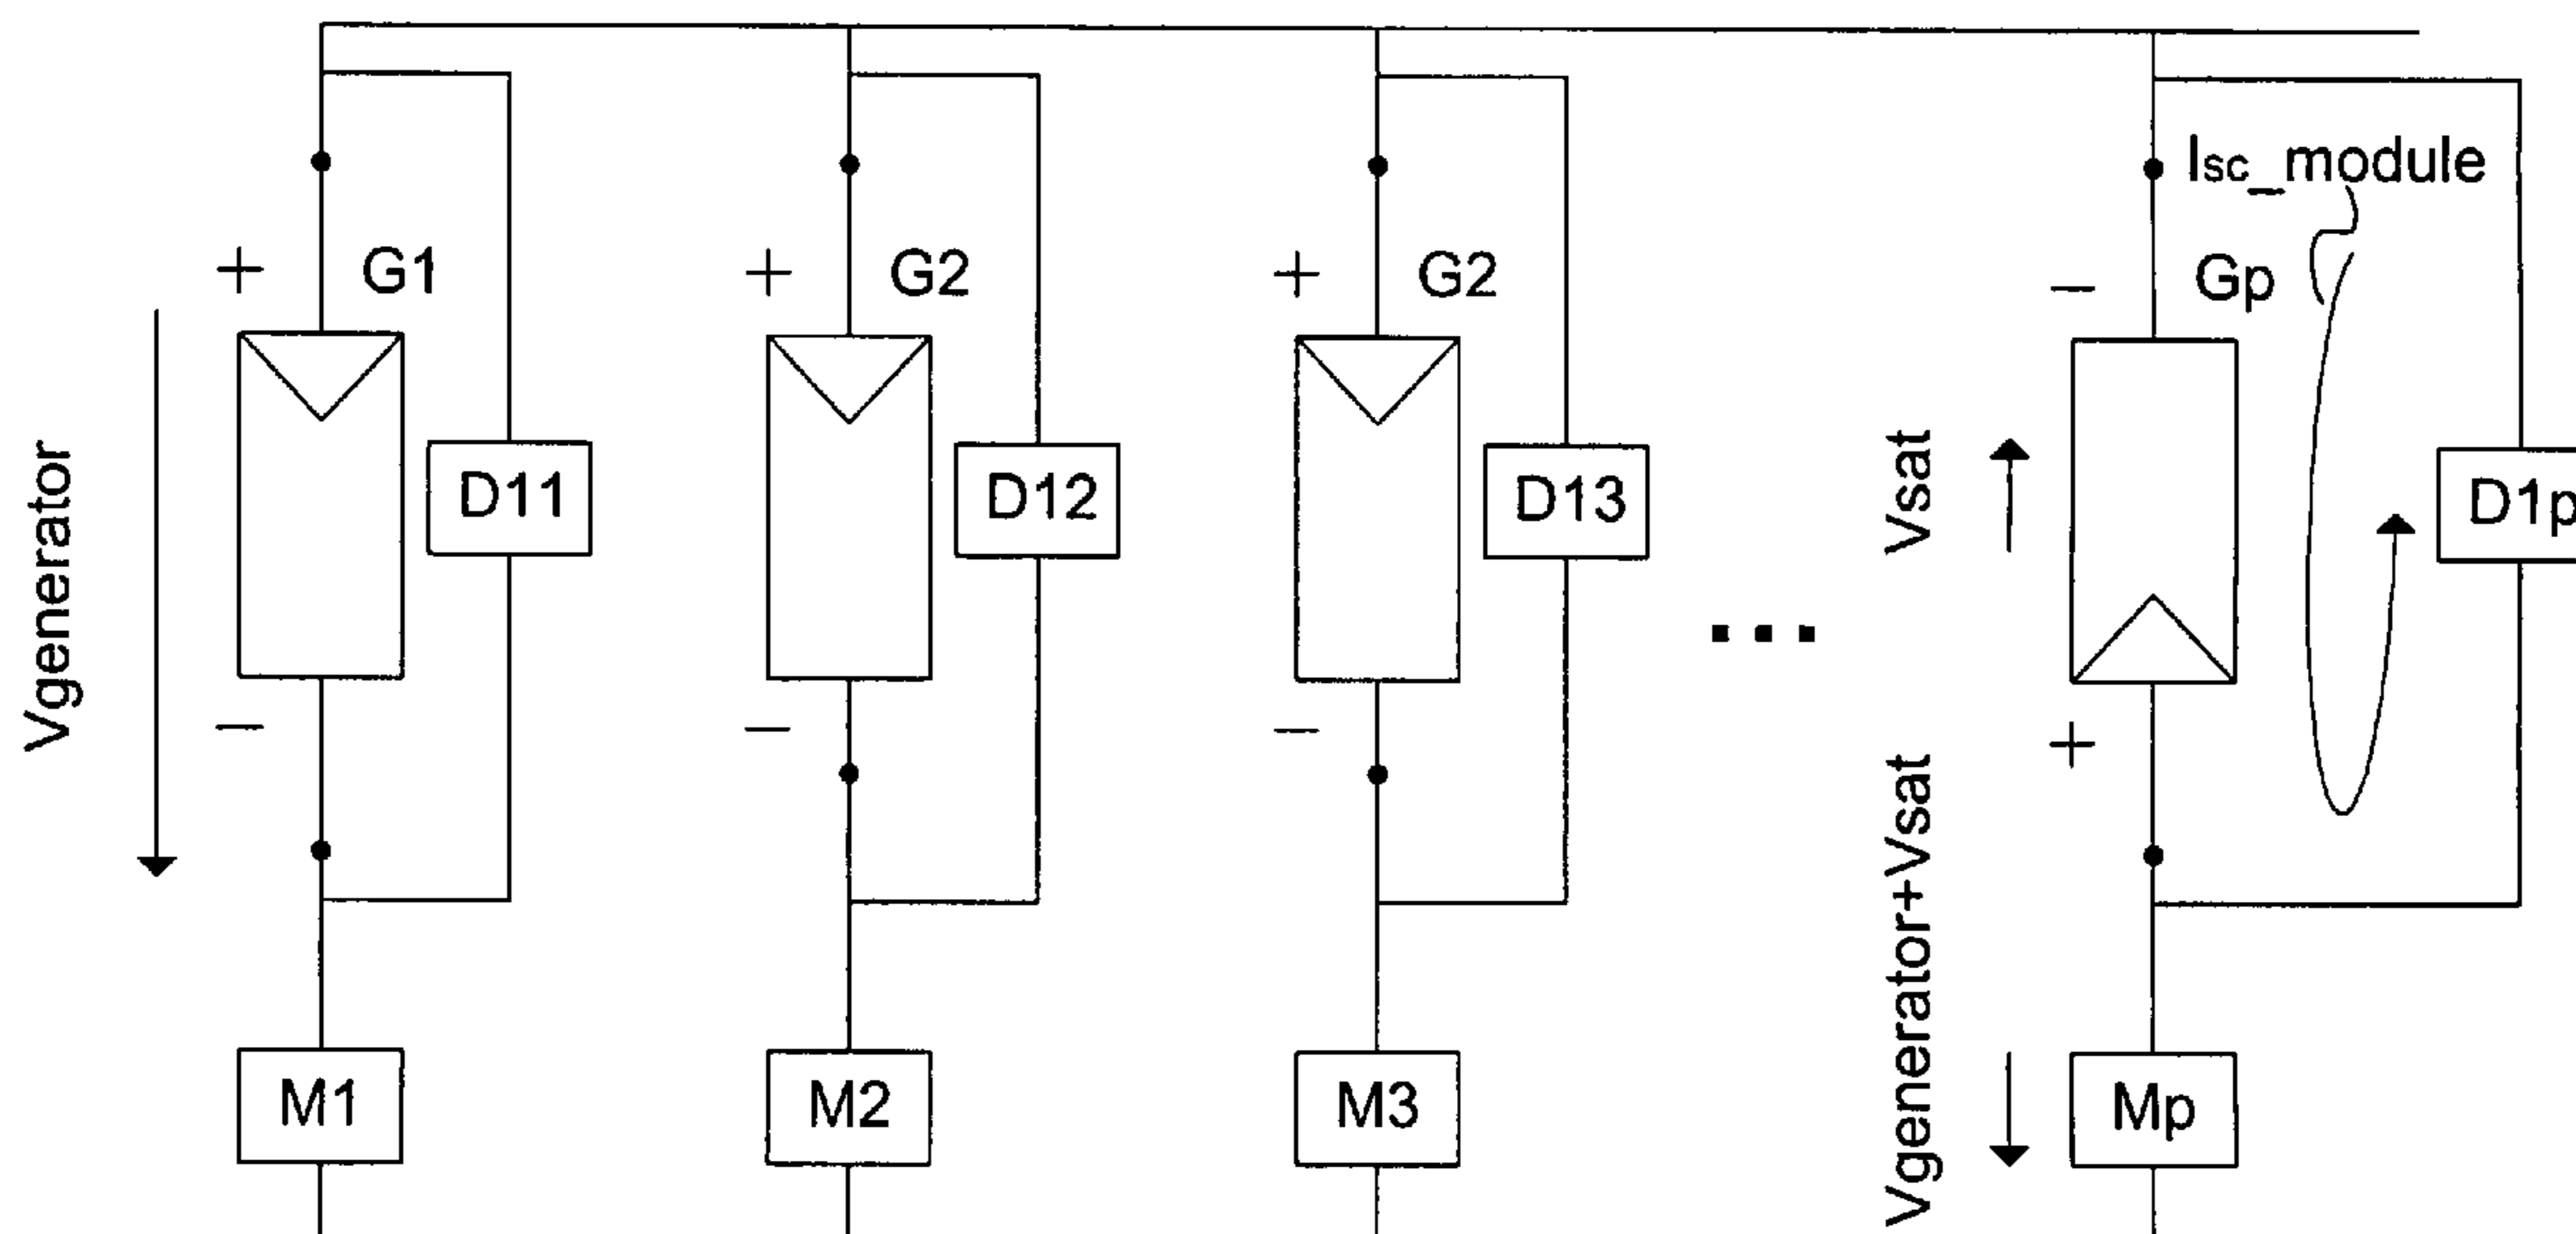 Isc_module
+ G1
+ G2
+ G2
− Gp
Vgenerator
D11
D12
D13
Vsat
D1p
...
−
−
−
+
Vgenerator+Vsat
M1
M2
M3
Mp